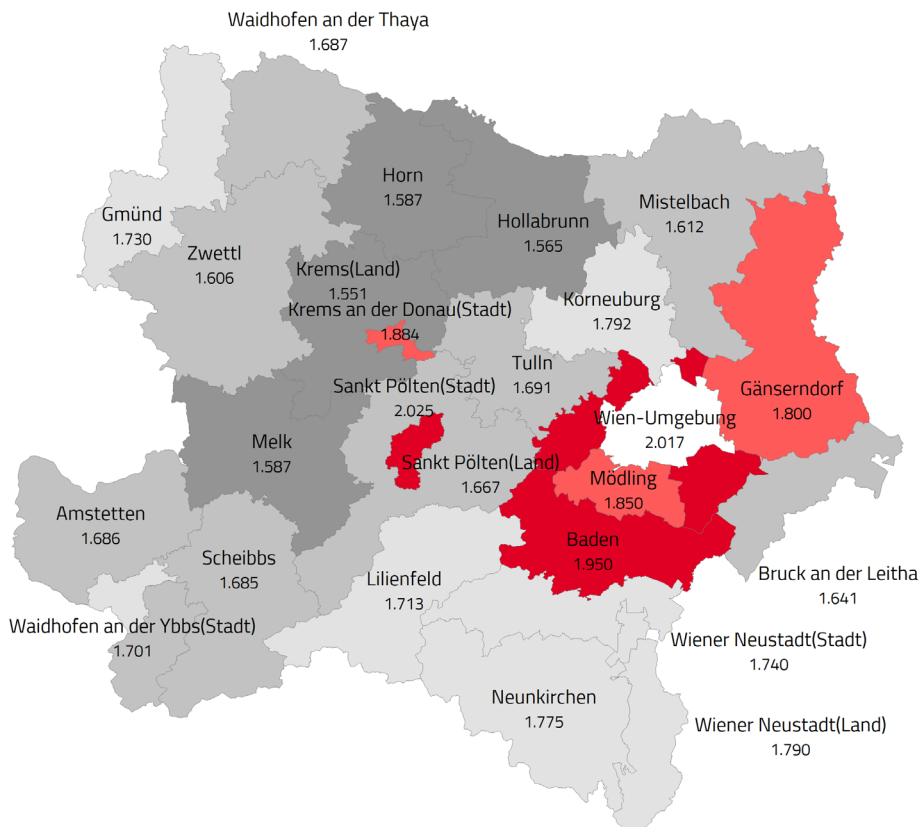 Waidhofen an der Thaya
1.687
Horn
1.587
Gmünd
1.730
Hollabrunn
1.565
Mistelbach
1.612
Zwettl
1.606
Krems(Land)
1.551
Krems an der Donau(Stadt)
1.884
Korneuburg
1.792
Tulln
1.691
Sankt Pölten(Stadt)
2.025
Gänserndorf
1.800
Wien-Umgebung
2.017
Melk
1.587
Sankt Pölten(Land)
1.667
Mödling
1.850
Amstetten
1.686
Baden
1.950
Scheibbs
1.685
Lilienfeld
1.713
Bruck an der Leitha
1.641
Waidhofen an der Ybbs(Stadt)
1.701
Wiener Neustadt(Stadt)
1.740
Neunkirchen
1.775
Wiener Neustadt(Land)
1.790